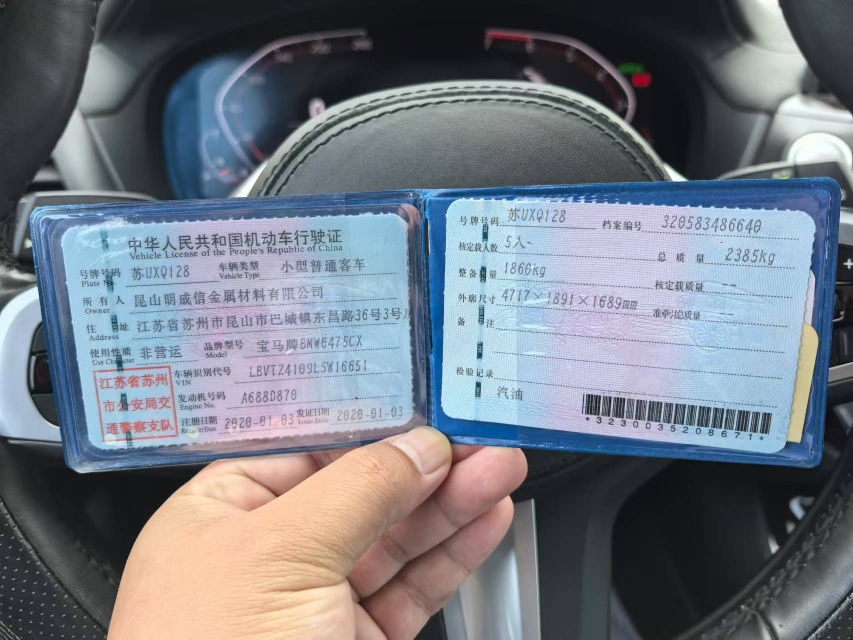 中华人民共和国机动车行驶证
Vehicle License of the People's Republic of China
号牌号码 苏UXQ128 车辆类型 小型普通客车
Plate No. Vehicle Type
所有人 昆山明成信金属材料有限公司
Owner
住址 江苏省苏州市昆山市巴城镇东昌路36号3号
Address
使用性质 非营运 品牌型号 宝马牌BMW6475CX
Use Character Model
江苏省苏州
市公安局交
通警察支队
车辆识别代号 LBVTZ4109LSW16651
VIN
发动机号码 A688D870
Engine No.
注册日期 2020-01-03 发证日期 2020-01-03
Register Date Issue Date
号牌号码 苏UXQ128 档案编号 320583486640
核定载人数 5人 总质量 2385kg
整备质量 1866kg 核定载质量 --
外廓尺寸 4717×1891×1689mm 准牵引总质量 --
备注
检验记录
汽油
*3230035208671*